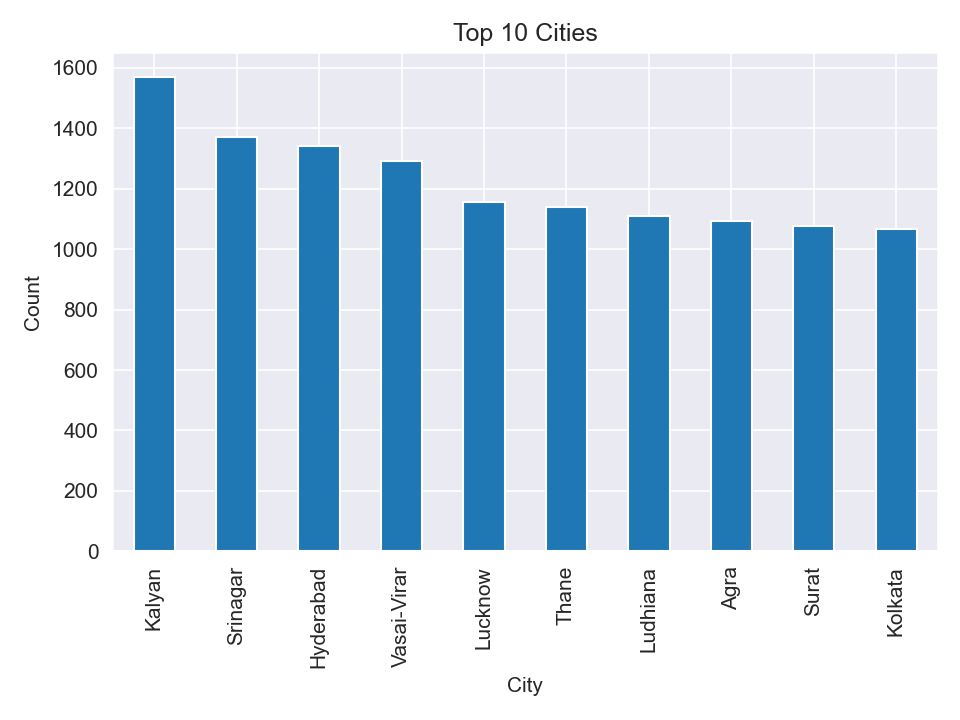 Top 10 Cities
Count
1600
1400
1200
1000
800
600
400
200
0
Kalyan
Srinagar
Hyderabad
Vasai-Virar
Lucknow
Thane
Ludhiana
Agra
Surat
Kolkata
City